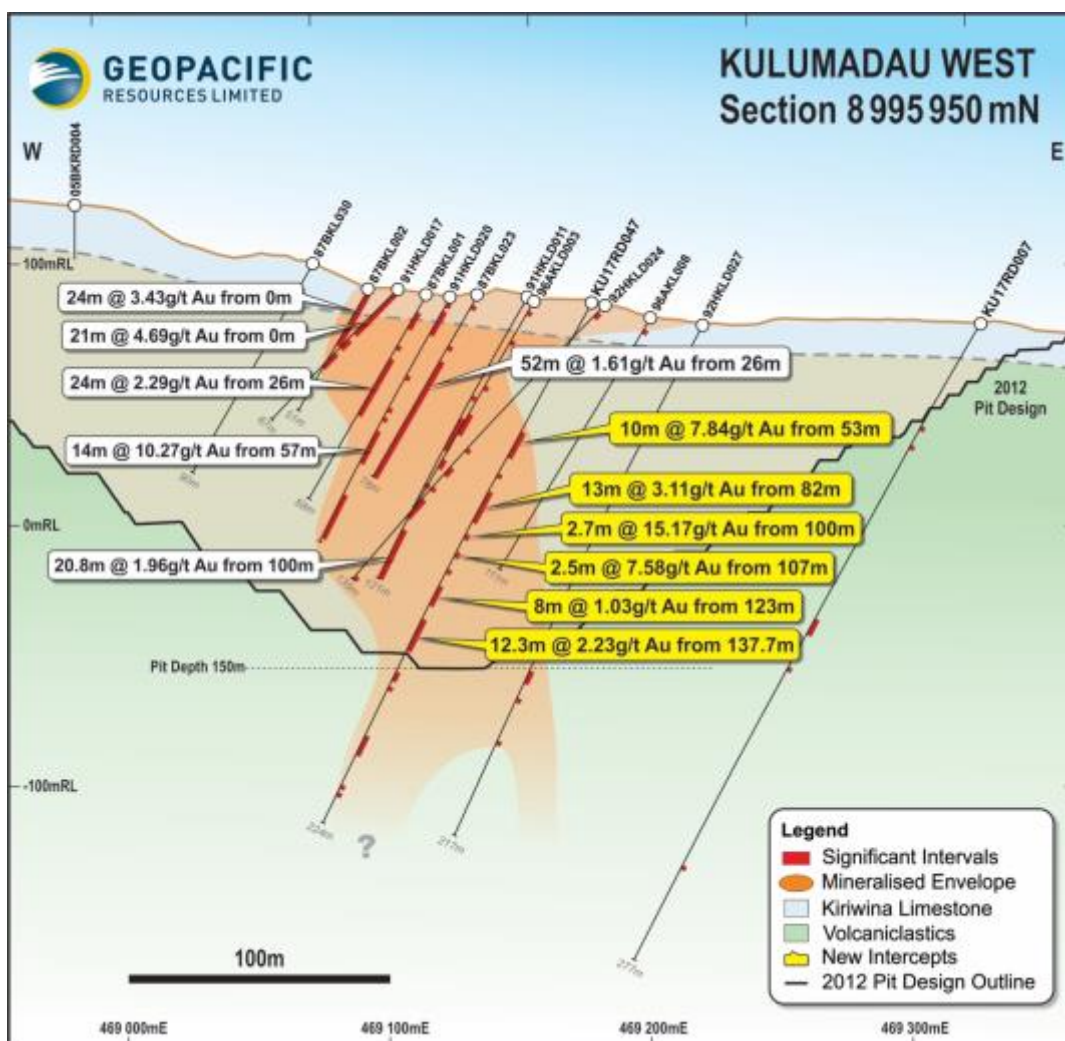 GEOPACIFIC
RESOURCES LIMITED
KULUMADAU WEST
Section 8 995 950 mN
W
E
05BKRD004
87BKL030
87BKL002
91HKLD017
87BKL001
91HKLD020
87BKL023
91HKLD011
96AKLD003
KU17RD047
92HKLD024
96AKL008
92HKLD027
KU17RD007
100mRL
24m @ 3.43g/t Au from 0m
21m @ 4.69g/t Au from 0m
24m @ 2.29g/t Au from 26m
52m @ 1.61g/t Au from 26m
2012
Pit Design
10m @ 7.84g/t Au from 53m
14m @ 10.27g/t Au from 57m
13m @ 3.11g/t Au from 82m
0mRL
2.7m @ 15.17g/t Au from 100m
20.8m @ 1.96g/t Au from 100m
2.5m @ 7.58g/t Au from 107m
8m @ 1.03g/t Au from 123m
12.3m @ 2.23g/t Au from 137.7m
Pit Depth 150m
-100mRL
224m
?
217m
277m
Legend
Significant Intervals
Mineralised Envelope
Kiriwina Limestone
Volcaniclastics
New Intercepts
2012 Pit Design Outline
100m
469 000mE
469 100mE
469 200mE
469 300mE